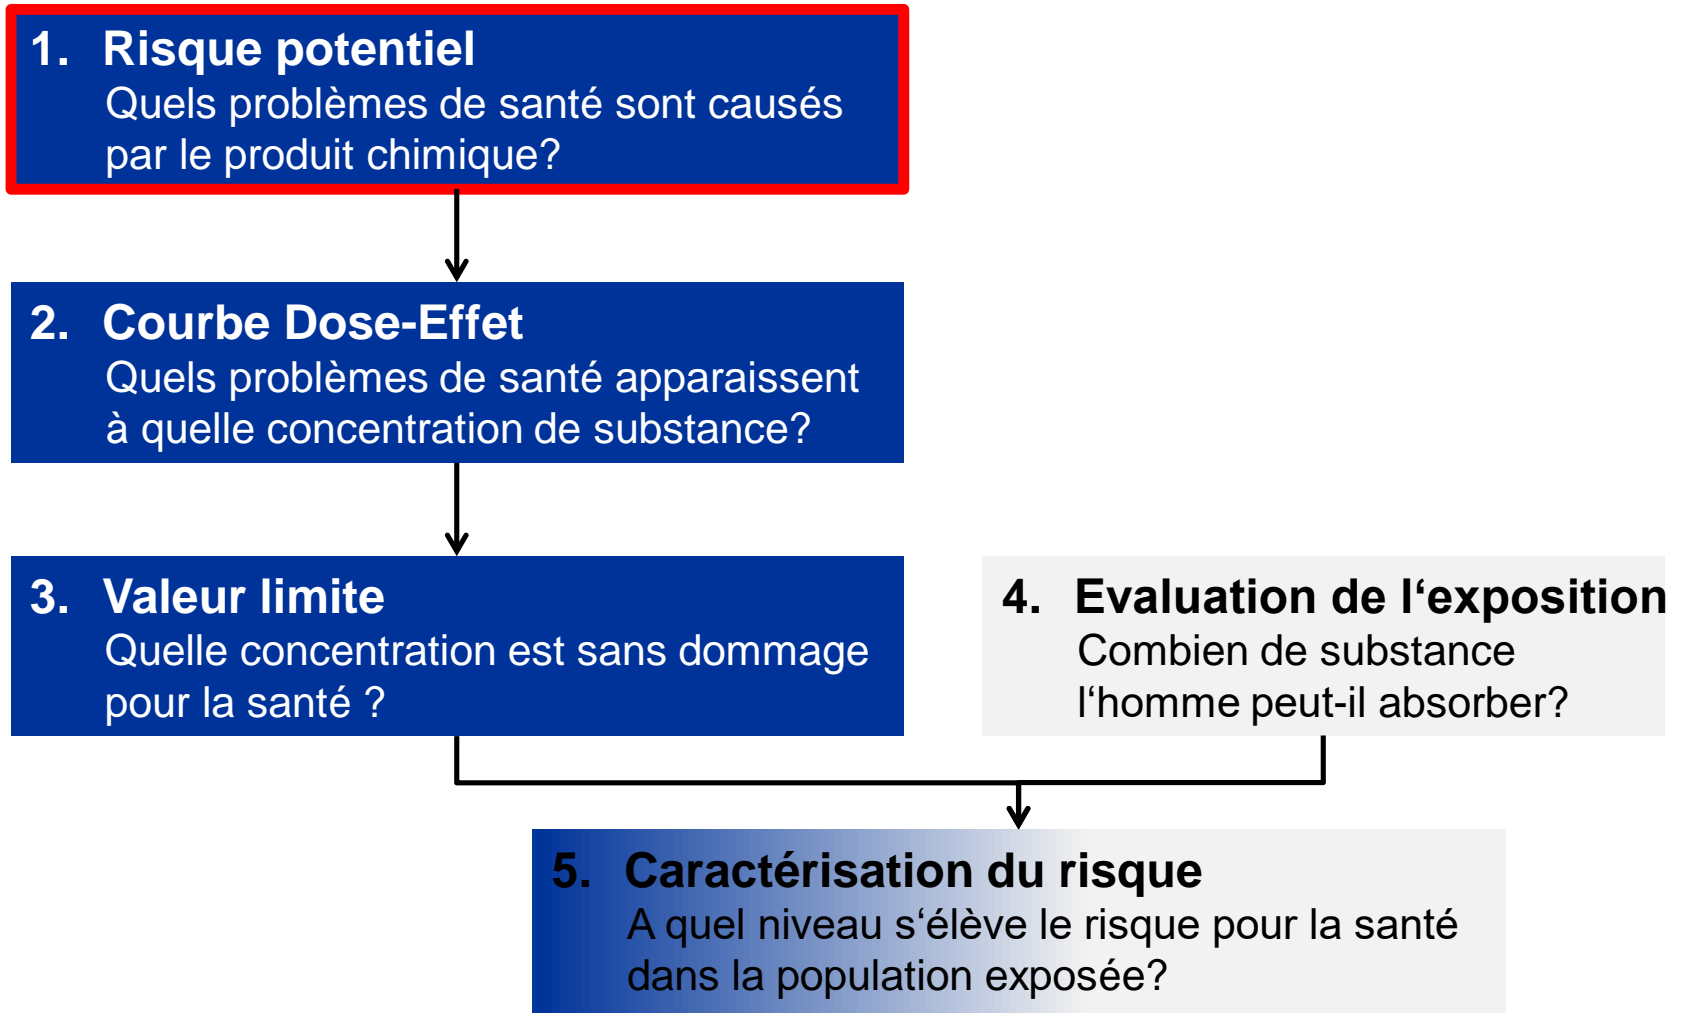 1. Risque potentiel
Quels problèmes de santé sont causés
par le produit chimique?
2. Courbe Dose-Effet
Quels problèmes de santé apparaissent
à quelle concentration de substance?
3. Valeur limite
Quelle concentration est sans dommage
pour la santé ?
4. Evaluation de l‘exposition
Combien de substance
l‘homme peut-il absorber?
5. Caractérisation du risque
A quel niveau s‘élève le risque pour la santé
dans la population exposée?